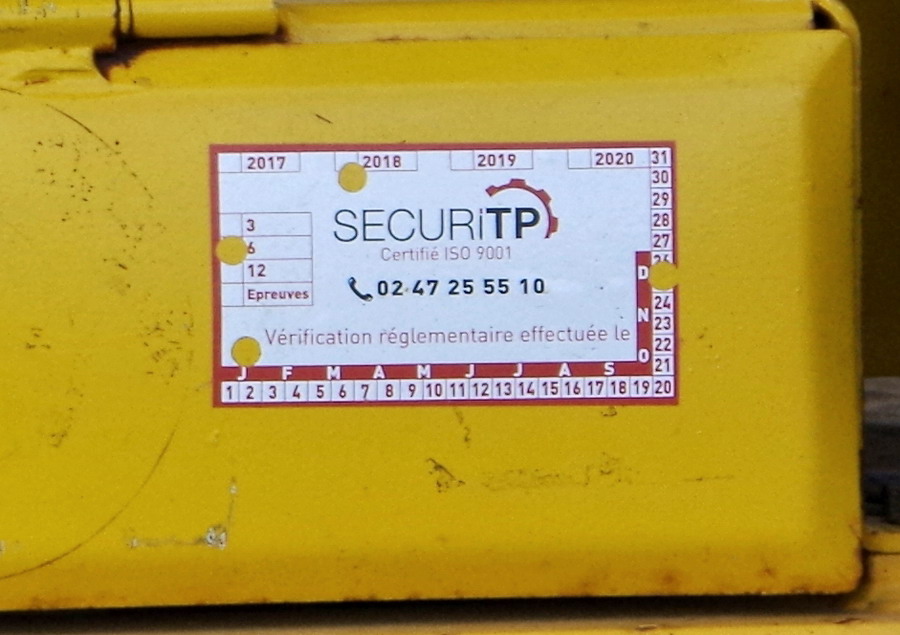 2017 2018 2019 2020 31
30
29
28
27
26
24
23
22
21
SECURiTP
Certifié ISO 9001
3
6
12
Epreuves
02 47 25 55 10
Vérification réglementaire effectuée le
D
N
O
J F M A M J J A S
1 2 3 4 5 6 7 8 9 10 11 12 13 14 15 16 17 18 19 20